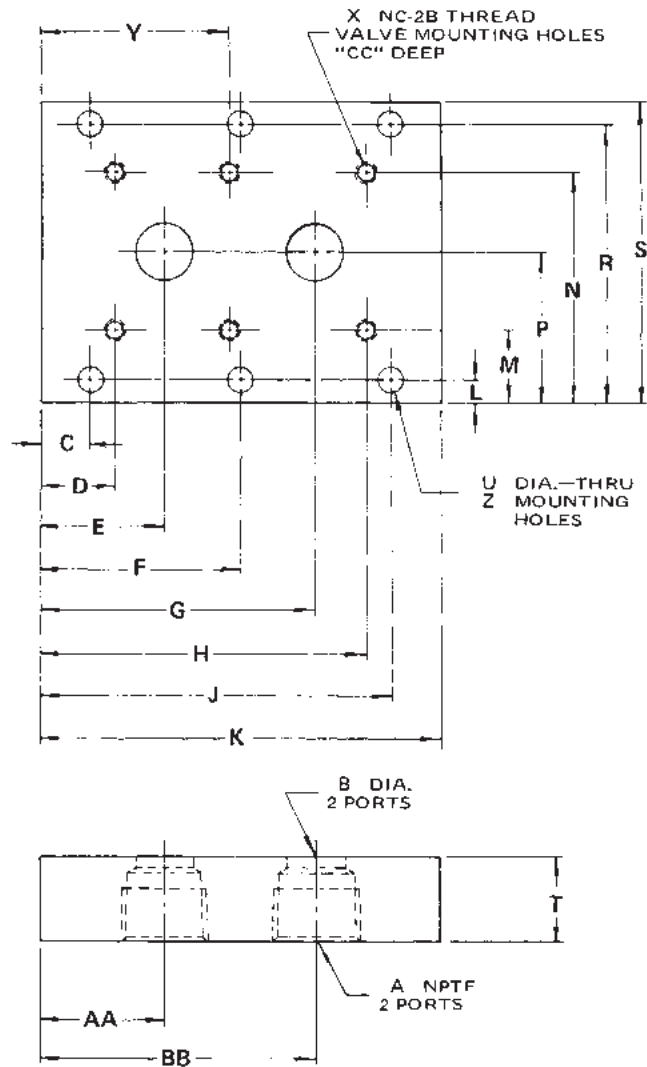 Y
X NC-2B THREAD
VALVE MOUNTING HOLES
"CC" DEEP
S
R
N
P
M
L
C
D
E
F
G
H
J
K
U DIA.—THRU
Z MOUNTING
HOLES
B DIA.
2 PORTS
T
A NPTF
2 PORTS
AA
BB